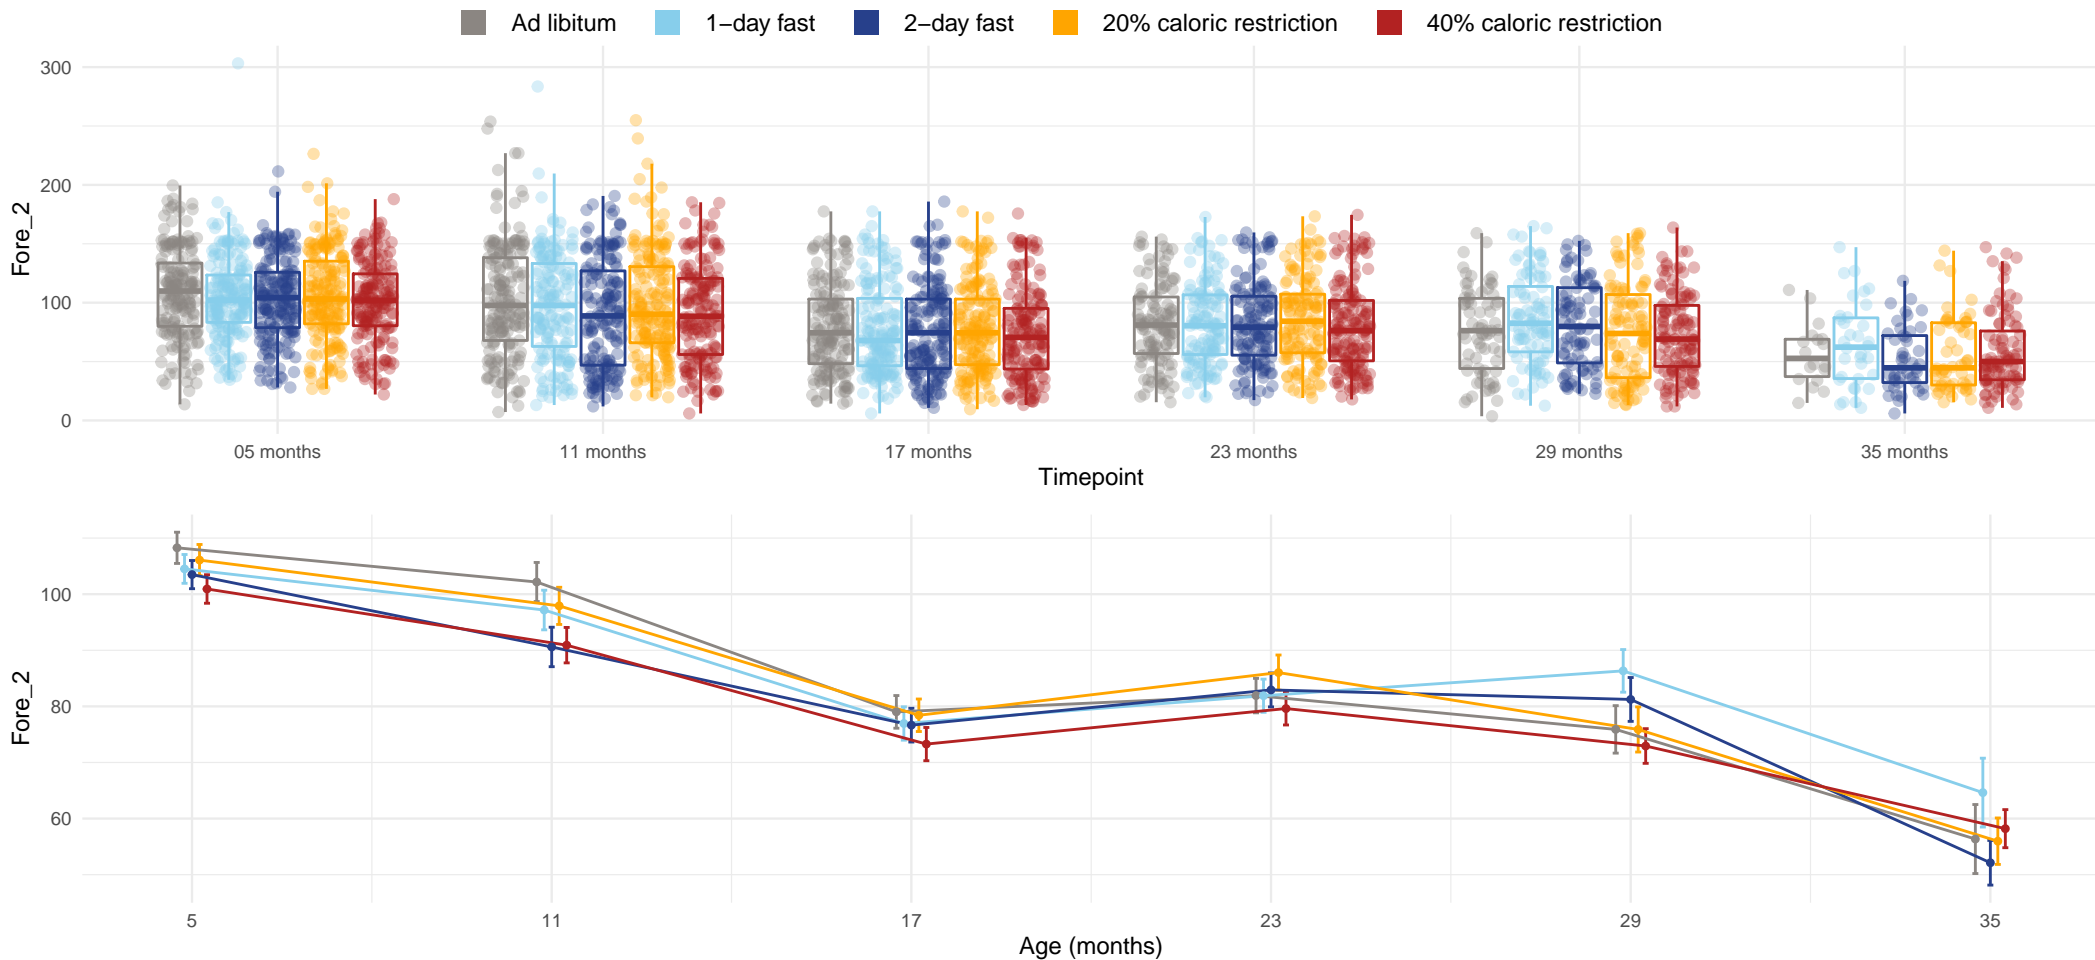 Ad libitum 1−day fast 2−day fast 20% caloric restriction 40% caloric restriction
300
200
100
0
Fore_2
05 months 11 months 17 months 23 months 29 months 35 months
Timepoint
100
80
60
Fore_2
5 11 17 23 29 35
Age (months)